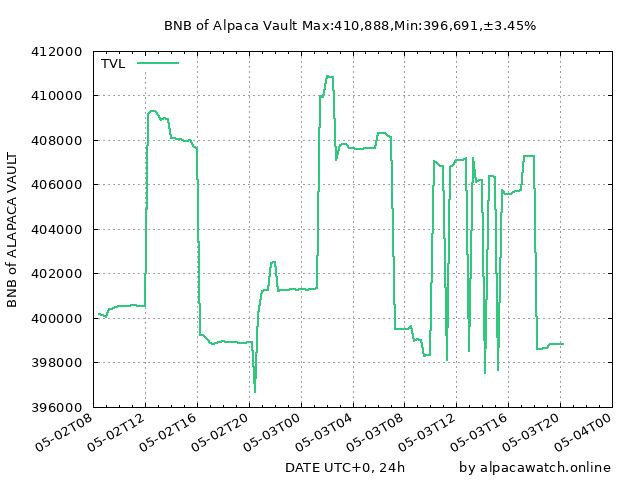 BNB of Alpaca Vault Max:410,888,Min:396,691,±3.45%
TVL
412000
410000
408000
406000
404000
402000
400000
398000
396000
BNB of ALAPACA VAULT
05-02T08
05-02T12
05-02T16
05-02T20
05-03T00
05-03T04
05-03T08
05-03T12
05-03T16
05-03T20
05-04T00
DATE UTC+0, 24h
by alpacawatch.online